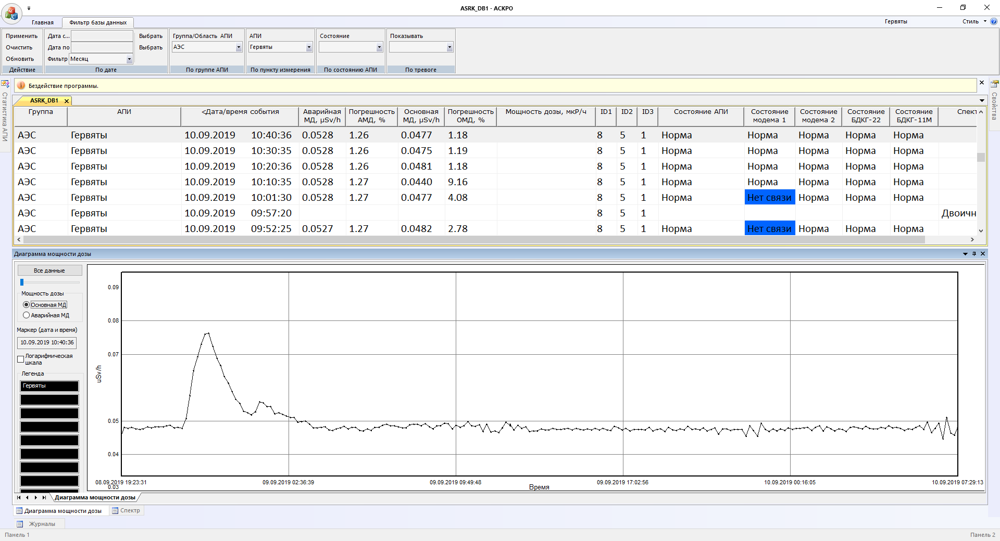 ASRK_DB1 - АСКРО
Главная
Фильтр базы данных
Гервяты
Стиль
Применить
Очистить
Обновить
Действие
Дата с...
Выбрать
Дата по
Выбрать
Фильтр Месяц
По дате
Группа/Область АПИ
АЭС
По группе АПИ
АПИ
Гервяты
По пункту измерения
Состояние
По состоянию АПИ
Показывать
По тревоге
Статистика АПИ
Свойства
Бездействие программы.
ASRK_DB1
Группа АПИ <Дата/время события Аварийная МД, µSv/h Погрешность АМД, % Основная МД, µSv/h Погрешность ОМД, % Мощность дозы, мкР/ч ID1 ID2 ID3 Состояние АПИ Состояние модема 1 Состояние модема 2 Состояние БДКГ-22 Состояние БДКГ-11М Спект
АЭС Гервяты 10.09.2019 10:40:36 0.0528 1.26 0.0477 1.18 8 5 1 Норма Норма Норма Норма Норма
АЭС Гервяты 10.09.2019 10:30:35 0.0528 1.26 0.0475 1.19 8 5 1 Норма Норма Норма Норма Норма
АЭС Гервяты 10.09.2019 10:20:36 0.0528 1.26 0.0481 1.18 8 5 1 Норма Норма Норма Норма Норма
АЭС Гервяты 10.09.2019 10:10:35 0.0528 1.27 0.0440 9.16 8 5 1 Норма Норма Норма Норма Норма
АЭС Гервяты 10.09.2019 10:01:30 0.0528 1.27 0.0477 4.08 8 5 1 Норма Нет связи Норма Норма Норма
АЭС Гервяты 10.09.2019 09:57:20 8 5 1 Двоичн
АЭС Гервяты 10.09.2019 09:52:25 0.0527 1.27 0.0482 2.78 8 5 1 Норма Нет связи Норма Норма Норма
Диаграмма мощности дозы
Все данные
Мощность дозы
Основная МД
Аварийная МД
Маркер (дата и время)
10.09.2019 10:40:36
Логарифмическая
шкала
Легенда
Гервяты
0.09
0.08
0.07
uSv/h
0.05
0.04
0.03
08.09.2019 19:23:31 09.09.2019 02:36:39 09.09.2019 09:49:48 09.09.2019 17:02:56 10.09.2019 00:16:05 10.09.2019 07:29:13
Время
Диаграмма мощности дозы
Диаграмма мощности дозы
Спектр
Журналы
Панель 1
Панель 2